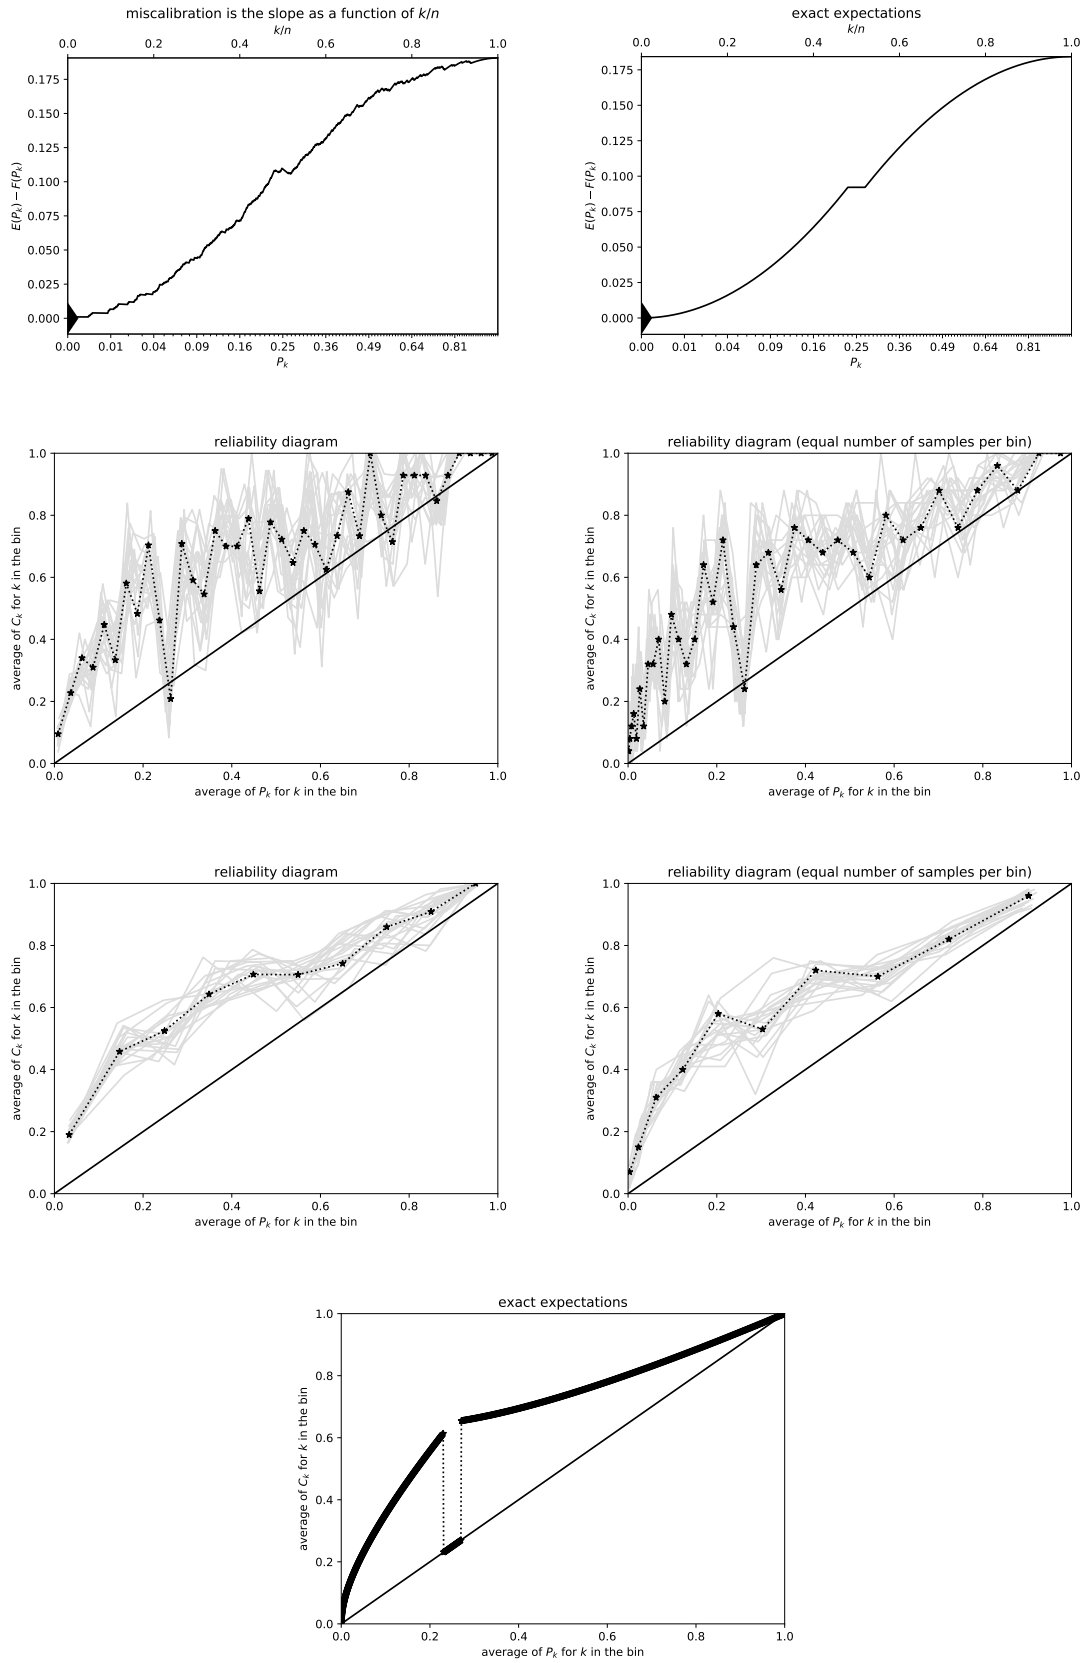 miscalibration is the slope as a function of k/n
k/n
0.0 0.2 0.4 0.6 0.8 1.0
0.175
0.150
0.125
0.100
0.075
0.050
0.025
0.000
E(Pk) − F(Pk)
0.00 0.01 0.04 0.09 0.16 0.25 0.36 0.49 0.64 0.81
Pk
exact expectations
k/n
0.0 0.2 0.4 0.6 0.8 1.0
0.175
0.150
0.125
0.100
0.075
0.050
0.025
0.000
E(Pk) − F(Pk)
0.00 0.01 0.04 0.09 0.16 0.25 0.36 0.49 0.64 0.81
Pk
reliability diagram
1.0
0.8
0.6
0.4
0.2
0.0
average of Ck for k in the bin
0.0 0.2 0.4 0.6 0.8 1.0
average of Pk for k in the bin
reliability diagram (equal number of samples per bin)
1.0
0.8
0.6
0.4
0.2
0.0
average of Ck for k in the bin
0.0 0.2 0.4 0.6 0.8 1.0
average of Pk for k in the bin
reliability diagram
1.0
0.8
0.6
0.4
0.2
0.0
average of Ck for k in the bin
0.0 0.2 0.4 0.6 0.8 1.0
average of Pk for k in the bin
reliability diagram (equal number of samples per bin)
1.0
0.8
0.6
0.4
0.2
0.0
average of Ck for k in the bin
0.0 0.2 0.4 0.6 0.8 1.0
average of Pk for k in the bin
exact expectations
1.0
0.8
0.6
0.4
0.2
0.0
average of Ck for k in the bin
0.0 0.2 0.4 0.6 0.8 1.0
average of Pk for k in the bin